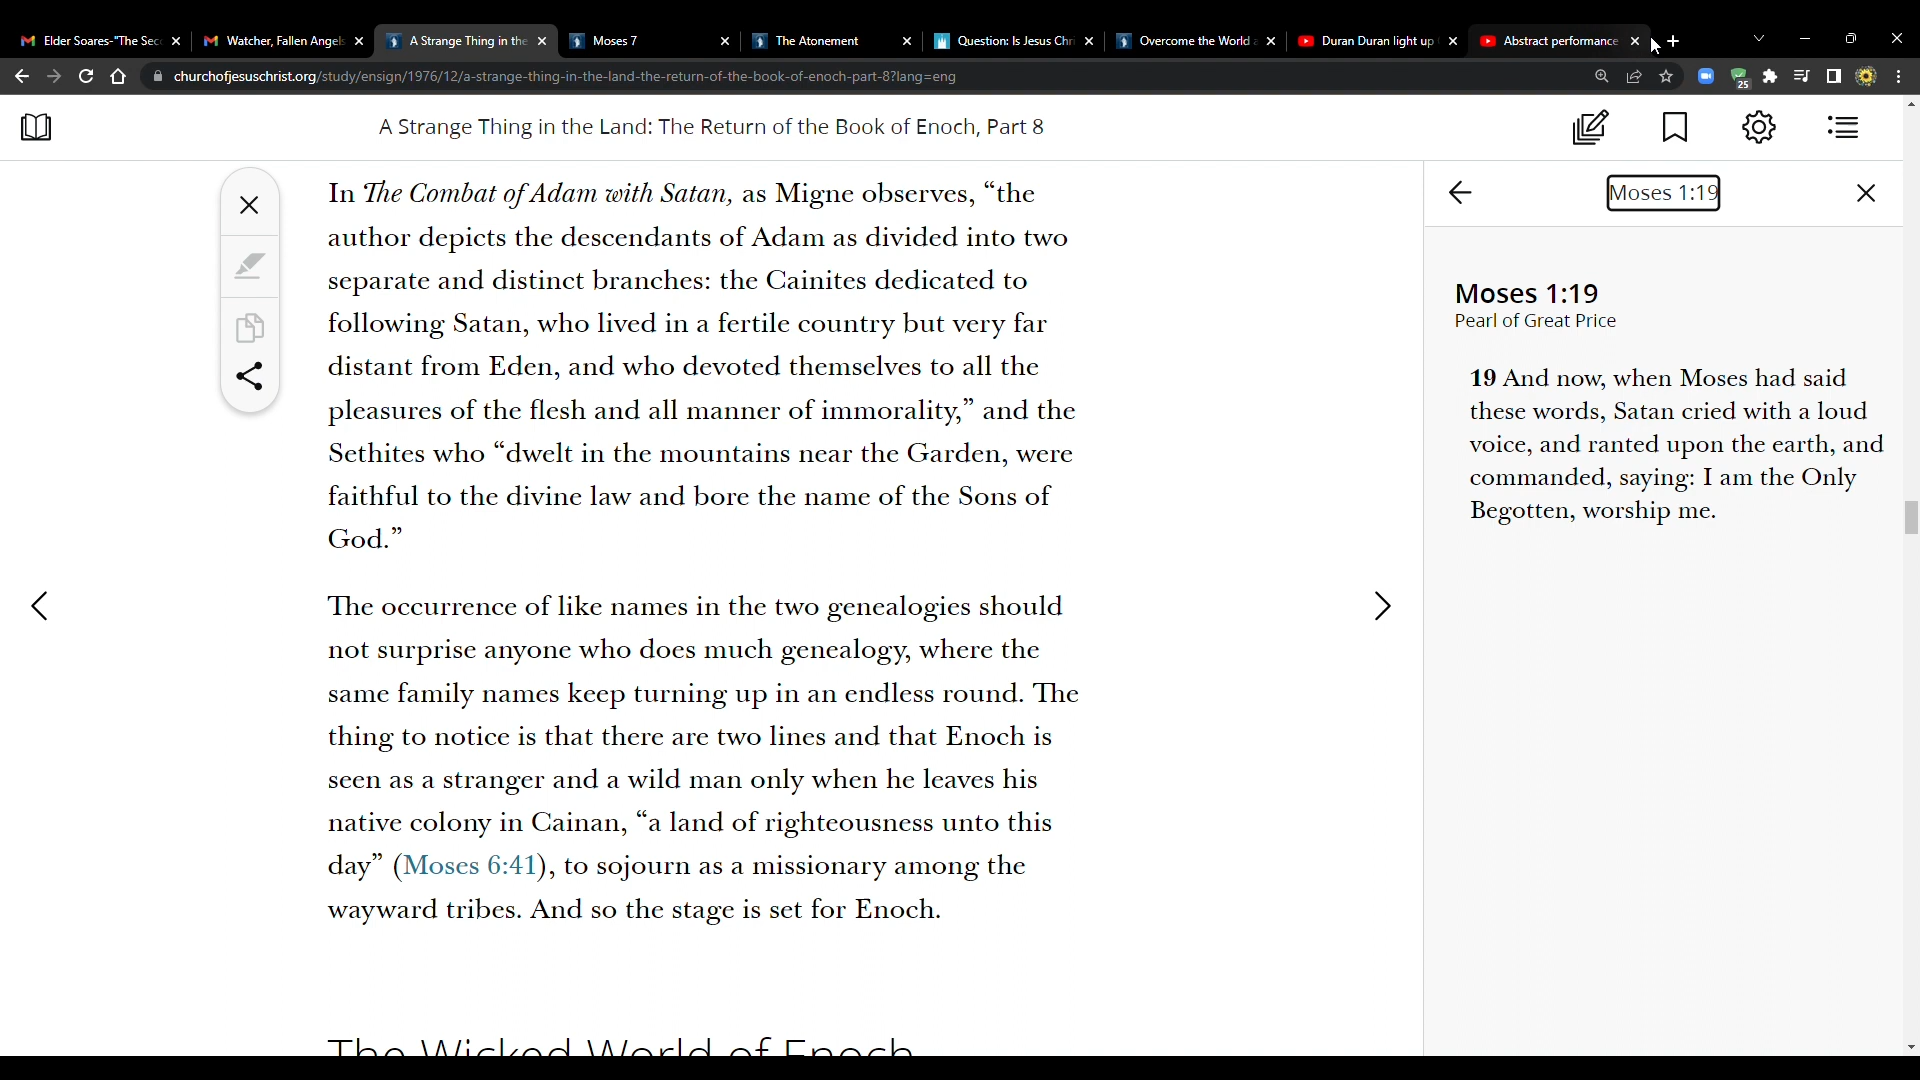 Elder Soares-"The Sec
Watcher, Fallen Angels
A Strange Thing in the
Moses 7
The Atonement
Question: Is Jesus Chri
Overcome the World a
Duran Duran light up
Abstract performance
churchofjesuschrist.org/study/ensign/1976/12/a-strange-thing-in-the-land-the-return-of-the-book-of-enoch-part-8?lang=eng
25
A Strange Thing in the Land: The Return of the Book of Enoch, Part 8
In The Combat of Adam with Satan, as Migne observes, “the
author depicts the descendants of Adam as divided into two
separate and distinct branches: the Cainites dedicated to
following Satan, who lived in a fertile country but very far
distant from Eden, and who devoted themselves to all the
pleasures of the flesh and all manner of immorality,” and the
Sethites who “dwelt in the mountains near the Garden, were
faithful to the divine law and bore the name of the Sons of
God.”
The occurrence of like names in the two genealogies should
not surprise anyone who does much genealogy, where the
same family names keep turning up in an endless round. The
thing to notice is that there are two lines and that Enoch is
seen as a stranger and a wild man only when he leaves his
native colony in Cainan, “a land of righteousness unto this
day” (Moses 6:41), to sojourn as a missionary among the
wayward tribes. And so the stage is set for Enoch.
The Wicked World of Enoch
Moses 1:19
Moses 1:19
Pearl of Great Price
19 And now, when Moses had said
these words, Satan cried with a loud
voice, and ranted upon the earth, and
commanded, saying: I am the Only
Begotten, worship me.